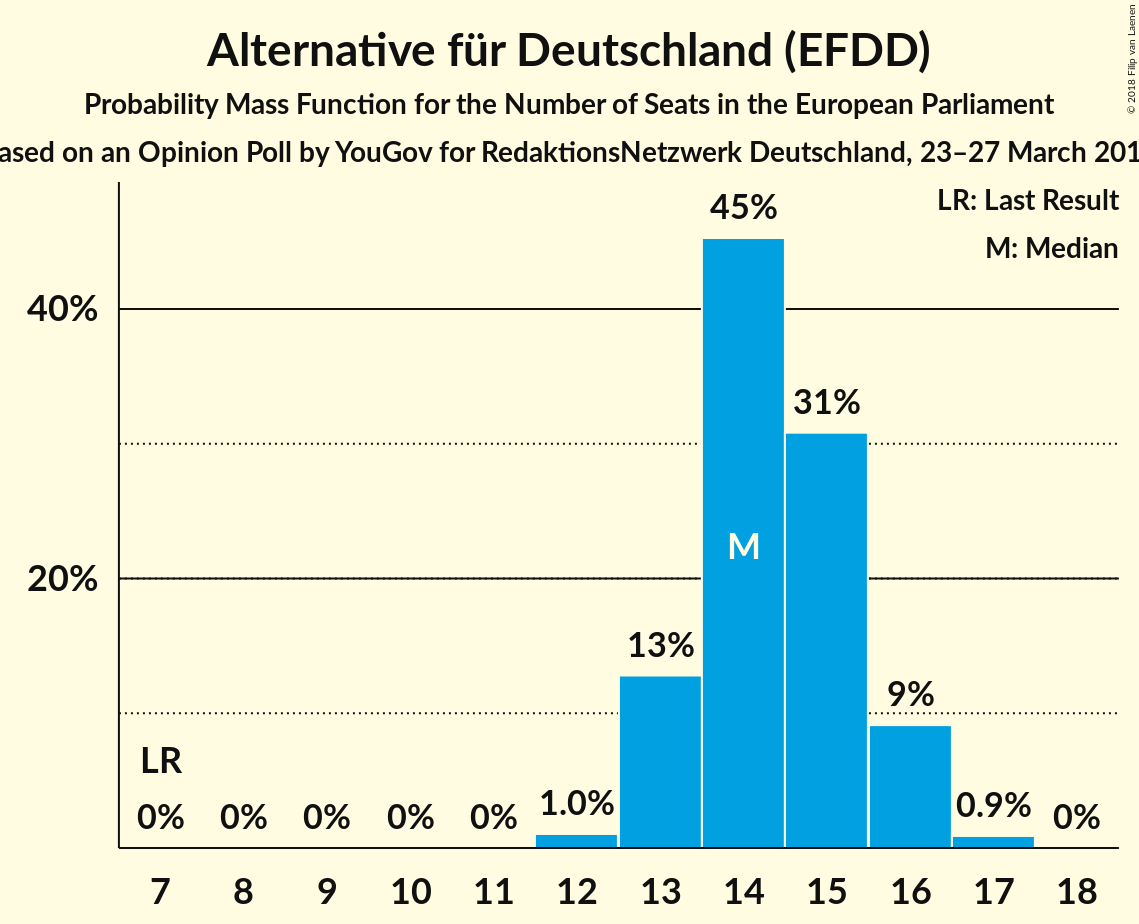 Alternative für Deutschland (EFDD)
Probability Mass Function for the Number of Seats in the European Parliament
ased on an Opinion Poll by YouGov for RedaktionsNetzwerk Deutschland, 23–27 March 201
© 2018 Filip van Laenen
LR: Last Result
M: Median
45%
40%
31%
M
20%
13%
9%
LR
0% 0% 0% 0% 0% 1.0% 0.9% 0%
7 8 9 10 11 12 13 14 15 16 17 18